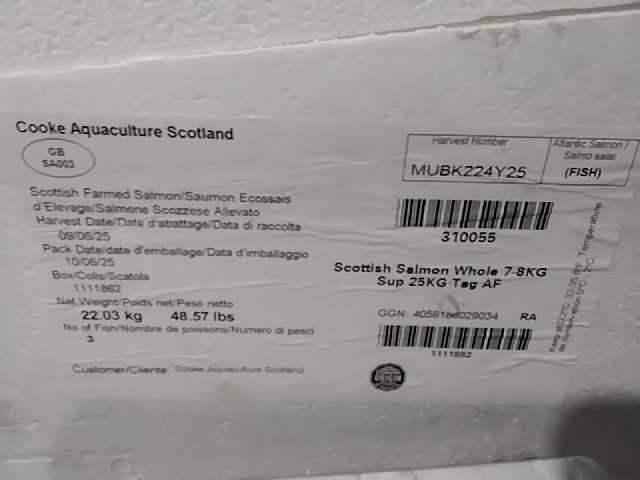 Cooke Aquaculture Scotland
GB
SA003
Scottish Farmed Salmon/Saumon Ecossais
d'Elevage/Salmone Scozzese Allevato
Harvest Date/Date d'abattage/Data di raccolta
09/06/25
Pack Date/date d'emballage/Data d'imballaggio
10/06/25
Box/Colis/Scatola
1111862
Net Weight/Poids net/Peso netto
22.03 kg 48.57 lbs
No of Fish/Nombre de poissons/Numero di pesci
3
Customer/Cliente: Cooke Aquaculture Scotland
Harvest Number
MUBK224Y25
Atlantic Salmon /
Salmo salar
(FISH)
310055
Scottish Salmon Whole 7-8KG
Sup 25KG Tag AF
GGN: 4056186029034 RA
1111862
Temperature